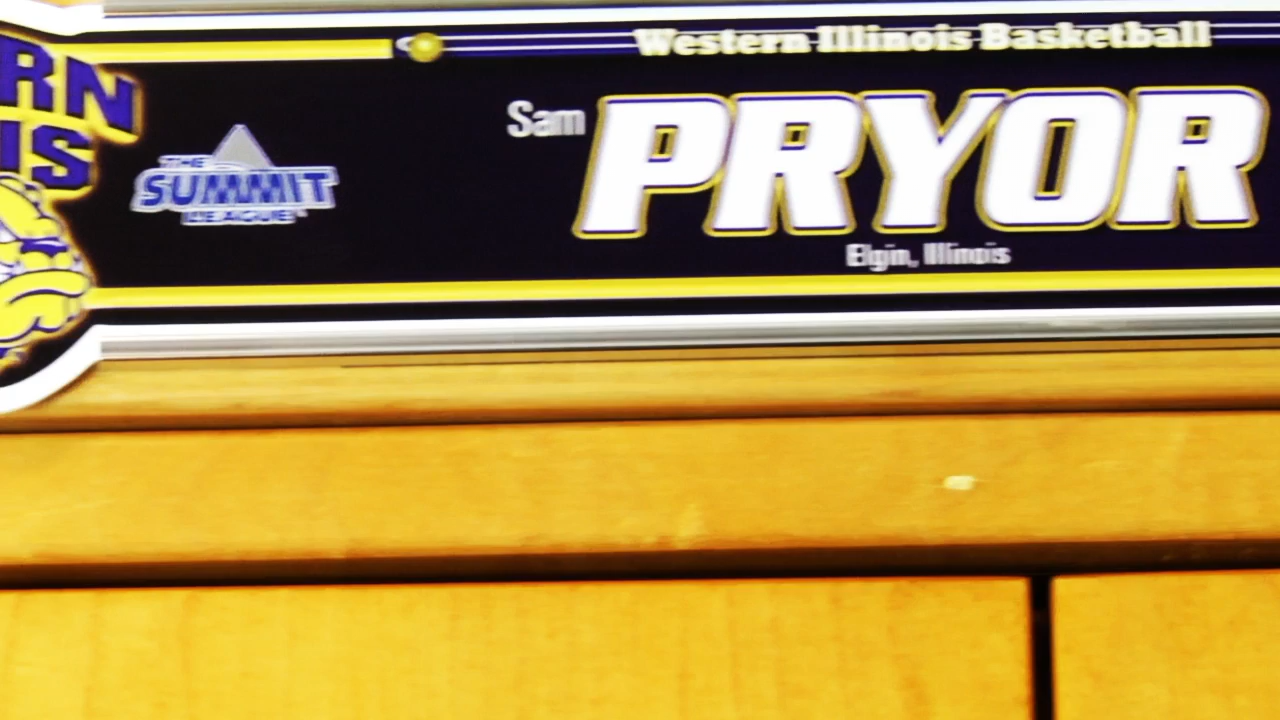 Western Illinois Basketball
RN
IS
THE
SUMMIT
LEAGUE
Sam
PRYOR
Elgin, Illinois